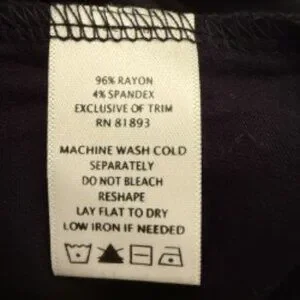 96% RAYON
4% SPANDEX
EXCLUSIVE OF TRIM
RN 81893
MACHINE WASH COLD
SEPARATELY
DO NOT BLEACH
RESHAPE
LAY FLAT TO DRY
LOW IRON IF NEEDED